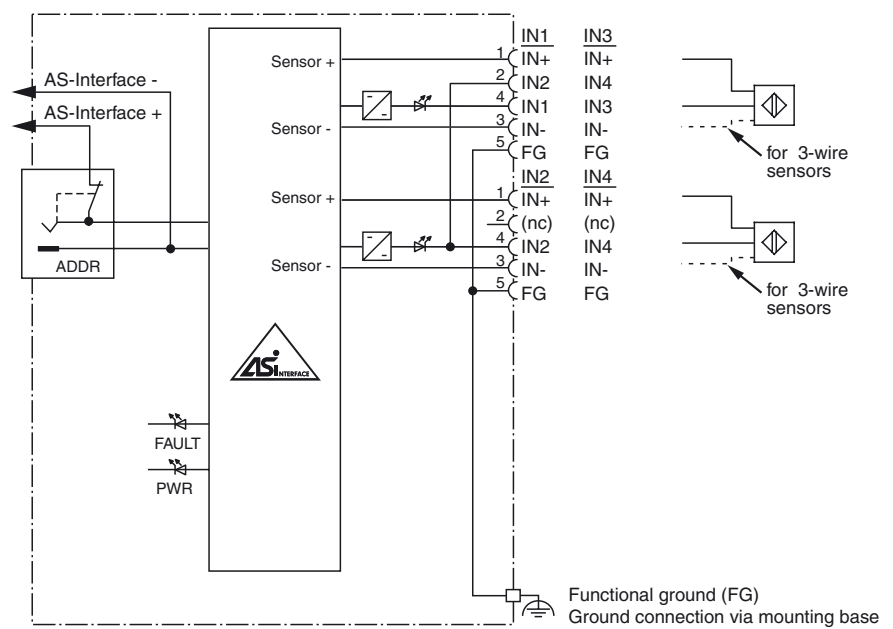 IN1 IN3
Sensor + 1 IN+ IN+
AS-Interface - 2 IN2 IN4
4 IN1 IN3
AS-Interface + Sensor - 3 IN- IN-
5 FG FG
for 3-wire
sensors
IN2 IN4
Sensor + 1 IN+ IN+
2 (nc) (nc)
4 IN2 IN4
ADDR Sensor - 3 IN- IN-
5 FG FG
for 3-wire
sensors
ASi INTERFACE
FAULT
PWR
Functional ground (FG)
Ground connection via mounting base